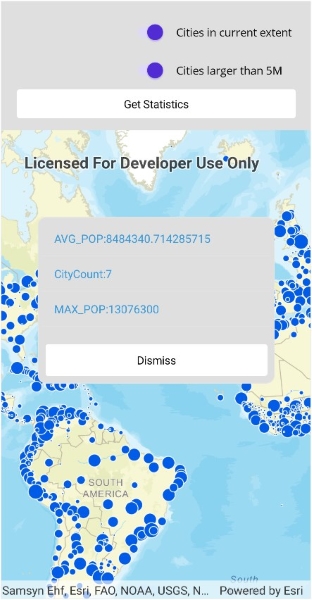 Cities in current extent
Cities larger than 5M
Get Statistics
Licensed For Developer Use Only
AVG_POP:8484340.714285715
CityCount:7
MAX_POP:13076300
Dismiss
SOUTH
AMERICA
South
Samsyn Ehf, Esri, FAO, NOAA, USGS, N... Powered by Esri